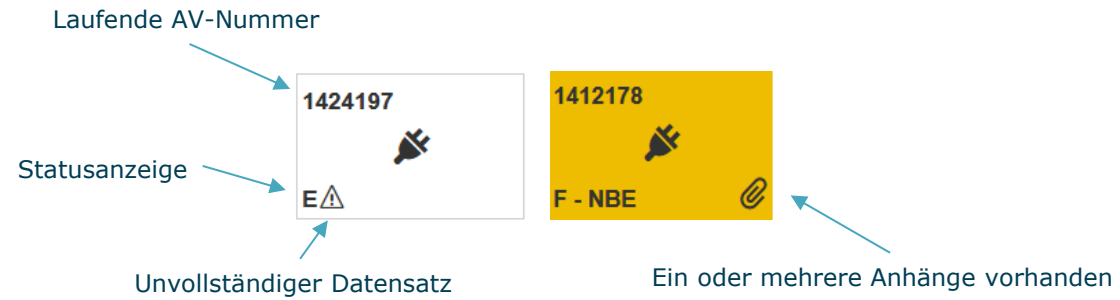 Laufende AV-Nummer
1424197
1412178
Statusanzeige
E
F - NBE
Unvollständiger Datensatz
Ein oder mehrere Anhänge vorhanden